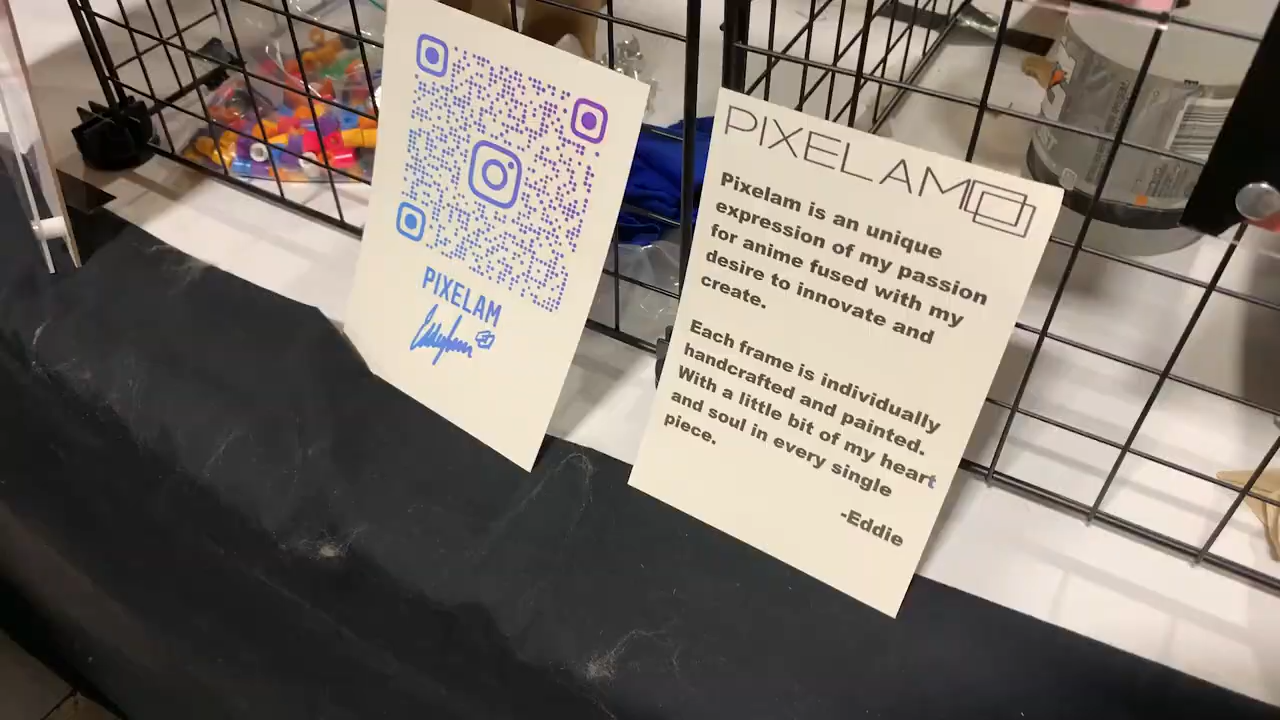 PIXELAM
PIXELAM
Pixelam is an unique
expression of my passion
for anime fused with my
desire to innovate and
create.
Each frame is individually
handcrafted and painted.
With a little bit of my heart
and soul in every single
piece.
-Eddie